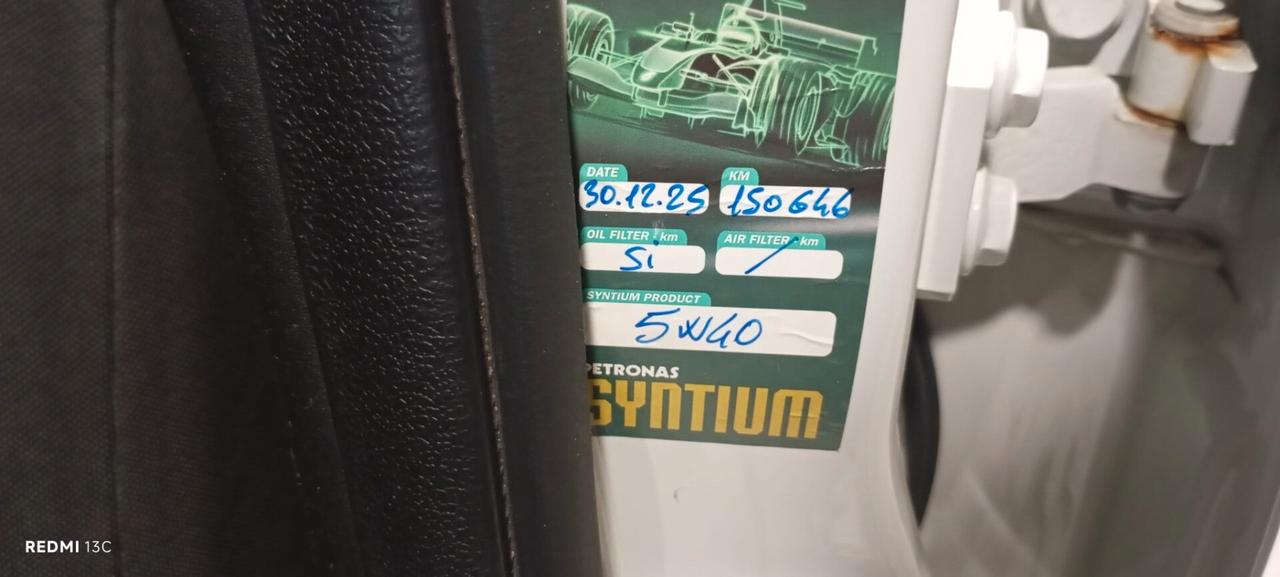 DATE KM
30.12.25 150646
OIL FILTER - km AIR FILTER - km
Si /
SYNTIUM PRODUCT
5W40
PETRONAS
SYNTIUM
REDMI 13C